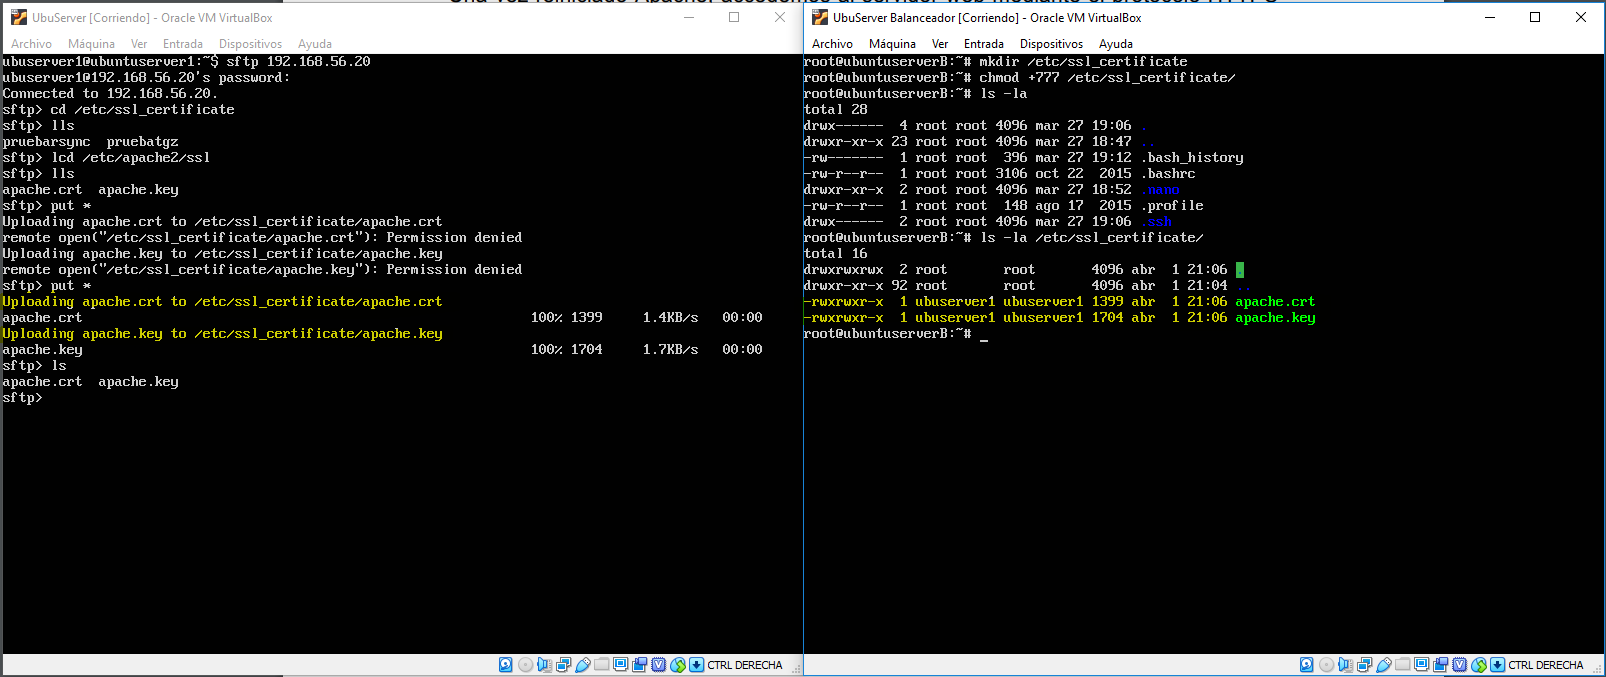 UbuServer [Corriendo] - Oracle VM VirtualBox
Archivo Máquina Ver Entrada Dispositivos Ayuda
ubuserver1@ubuntuserver1:~$ sftp 192.168.56.20
ubuserver1@192.168.56.20's password:
Connected to 192.168.56.20.
sftp> cd /etc/ssl_certificate
sftp> lls
pruebarsync  pruebatgz
sftp> lcd /etc/apache2/ssl
sftp> lls
apache.crt  apache.key
sftp> put *
Uploading apache.crt to /etc/ssl_certificate/apache.crt
remote open("/etc/ssl_certificate/apache.crt"): Permission denied
Uploading apache.key to /etc/ssl_certificate/apache.key
remote open("/etc/ssl_certificate/apache.key"): Permission denied
sftp> put *
Uploading apache.crt to /etc/ssl_certificate/apache.crt
apache.crt 100% 1399 1.4KB/s 00:00
Uploading apache.key to /etc/ssl_certificate/apache.key
apache.key 100% 1704 1.7KB/s 00:00
sftp> ls
apache.crt  apache.key
sftp>
CTRL DERECHA
UbuServer Balanceador [Corriendo] - Oracle VM VirtualBox
Archivo Máquina Ver Entrada Dispositivos Ayuda
root@ubuntuserverB:~# mkdir /etc/ssl_certificate
root@ubuntuserverB:~# chmod +777 /etc/ssl_certificate/
root@ubuntuserverB:~# ls -la
total 28
drwx------  4 root root 4096 mar 27 19:06 .
drwxr-xr-x 23 root root 4096 mar 27 18:47 ..
-rw-------  1 root root  396 mar 27 19:12 .bash_history
-rw-r--r--  1 root root 3106 oct 22  2015 .bashrc
drwxr-xr-x  2 root root 4096 mar 27 18:52 .nano
-rw-r--r--  1 root root  148 ago 17  2015 .profile
drwx------  2 root root 4096 mar 27 19:06 .ssh
root@ubuntuserverB:~# ls -la /etc/ssl_certificate/
total 16
drwxrwxrwx  2 root       root       4096 abr  1 21:06 .
drwxr-xr-x 92 root       root       4096 abr  1 21:04 ..
-rwxrwxr-x  1 ubuserver1 ubuserver1 1399 abr  1 21:06 apache.crt
-rwxrwxr-x  1 ubuserver1 ubuserver1 1704 abr  1 21:06 apache.key
root@ubuntuserverB:~# _
CTRL DERECHA